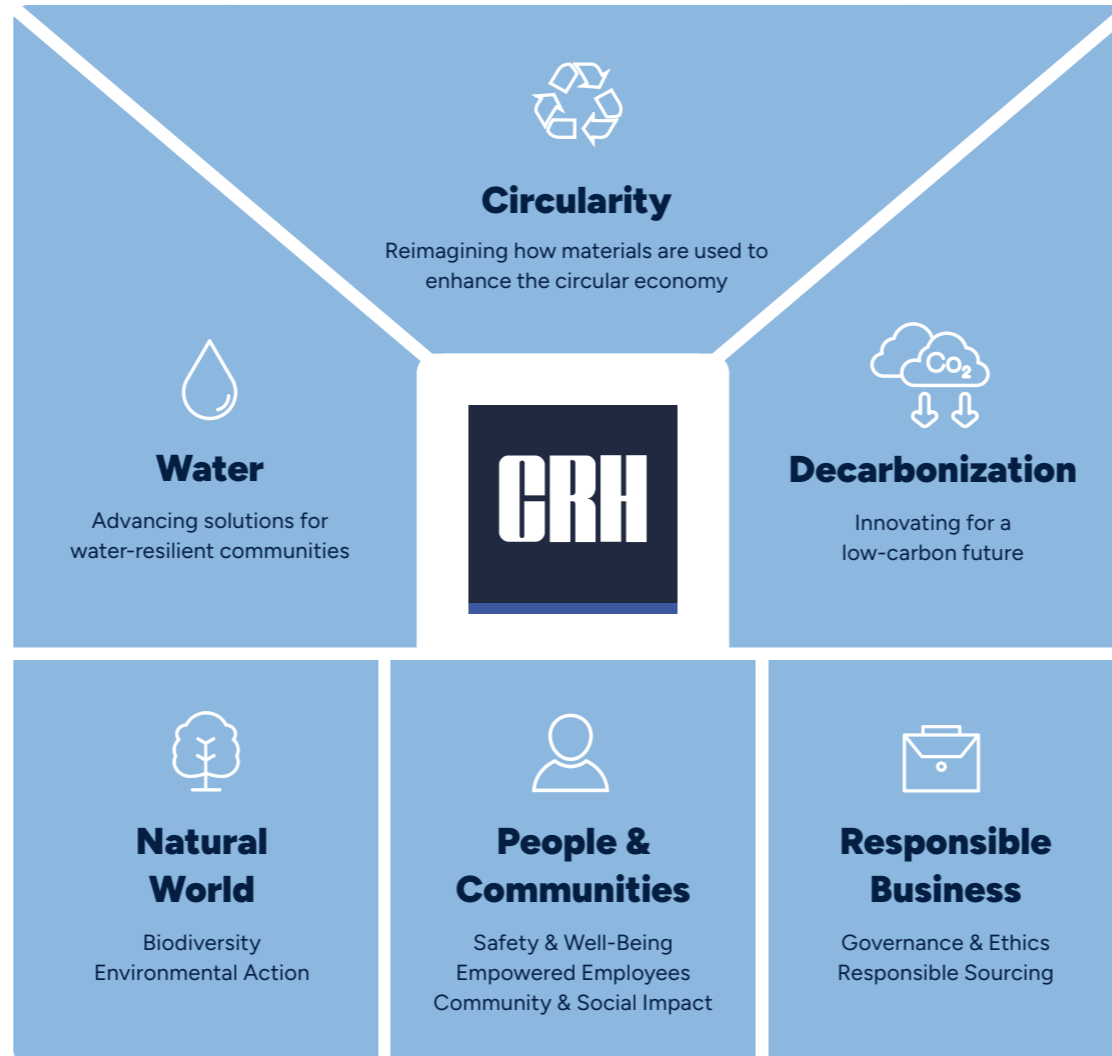 Circularity
Reimagining how materials are used to
enhance the circular economy
Water
Advancing solutions for
water-resilient communities
CRH
Co₂
Decarbonization
Innovating for a
low-carbon future
Natural
World
Biodiversity
Environmental Action
People &
Communities
Safety & Well-Being
Empowered Employees
Community & Social Impact
Responsible
Business
Governance & Ethics
Responsible Sourcing